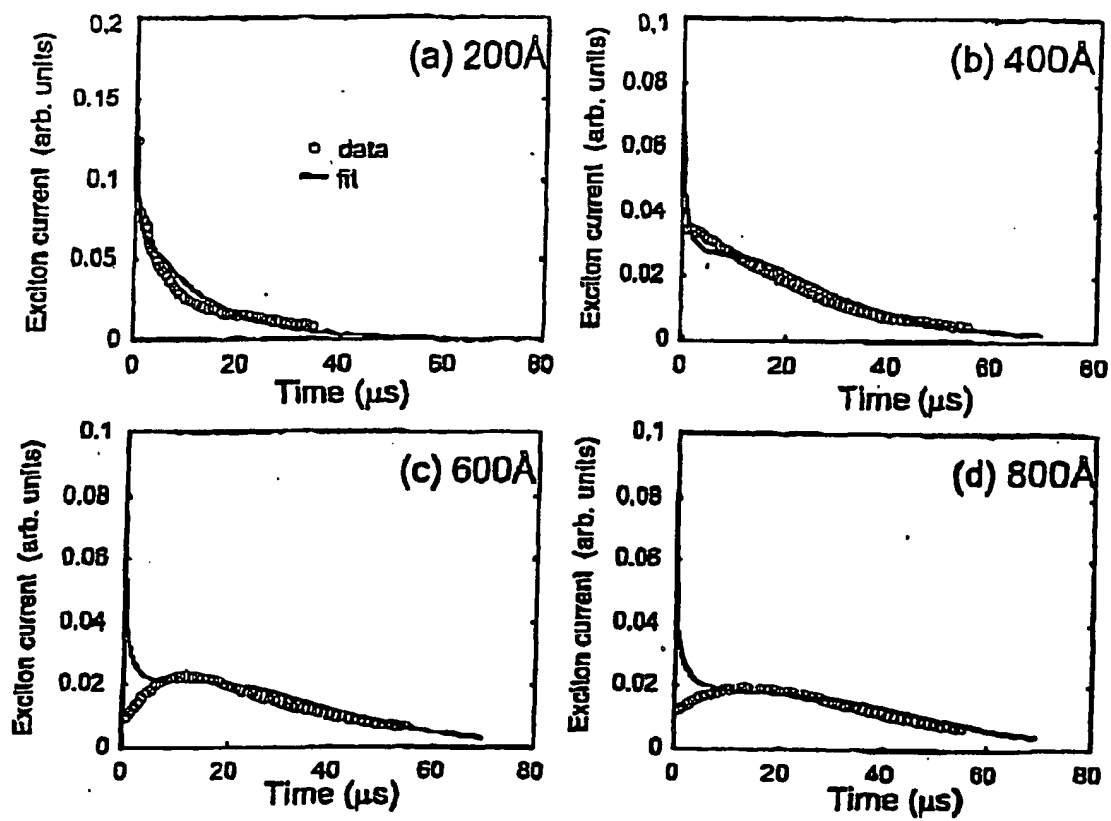 (a) 200Å
Exciton current (arb. units)
0.2
0.15
0.1
0.05
0
data
fit
0 20 40 60 80
Time (µs)
(b) 400Å
Exciton current (arb. units)
0.1
0.08
0.06
0.04
0.02
0
0 20 40 60 80
Time (µs)
(c) 600Å
Exciton current (arb. units)
0.1
0.08
0.06
0.04
0.02
0
0 20 40 60 80
Time (µs)
(d) 800Å
Exciton current (arb. units)
0.1
0.08
0.06
0.04
0.02
0
0 20 40 60 80
Time (µs)